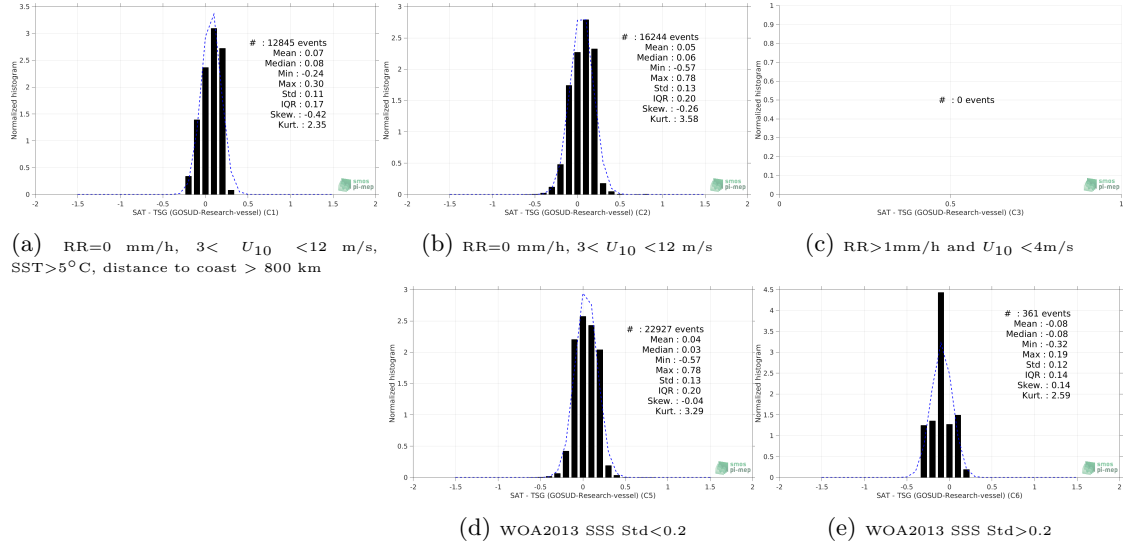 3.5
3
2.5
2
1.5
1
0.5
0
Normalized histogram
# : 12845 events
Mean : 0.07
Median : 0.08
Min : -0.24
Max : 0.30
Std : 0.11
IQR : 0.17
Skew. : -0.42
Kurt. : 2.35
smos
pi-mep
-2 -1.5 -1 -0.5 0 0.5 1 1.5 2
SAT - TSG (GOSUD-Research-vessel) (C1)
(a) RR=0 mm/h, 3< U10 <12 m/s,
SST>5°C, distance to coast > 800 km
3
2.5
2
1.5
1
0.5
0
Normalized histogram
# : 16244 events
Mean : 0.05
Median : 0.06
Min : -0.57
Max : 0.78
Std : 0.13
IQR : 0.20
Skew. : -0.26
Kurt. : 3.58
smos
pi-mep
-2 -1.5 -1 -0.5 0 0.5 1 1.5 2
SAT - TSG (GOSUD-Research-vessel) (C2)
(b) RR=0 mm/h, 3< U10 <12 m/s
1
0.9
0.8
0.7
0.6
0.5
0.4
0.3
0.2
0.1
0
Normalized histogram
# : 0 events
smos
pi-mep
0 0.5 1
SAT - TSG (GOSUD-Research-vessel) (C3)
(c) RR>1mm/h and U10 <4m/s
3
2.5
2
1.5
1
0.5
0
Normalized histogram
# : 22927 events
Mean : 0.04
Median : 0.03
Min : -0.57
Max : 0.78
Std : 0.13
IQR : 0.20
Skew. : -0.04
Kurt. : 3.29
smos
pi-mep
-2 -1.5 -1 -0.5 0 0.5 1 1.5 2
SAT - TSG (GOSUD-Research-vessel) (C5)
(d) WOA2013 SSS Std<0.2
4.5
4
3.5
3
2.5
2
1.5
1
0.5
0
Normalized histogram
# : 361 events
Mean : -0.08
Median : -0.08
Min : -0.32
Max : 0.19
Std : 0.12
IQR : 0.14
Skew. : 0.14
Kurt. : 2.59
smos
pi-mep
-2 -1.5 -1 -0.5 0 0.5 1 1.5 2
SAT - TSG (GOSUD-Research-vessel) (C6)
(e) WOA2013 SSS Std>0.2